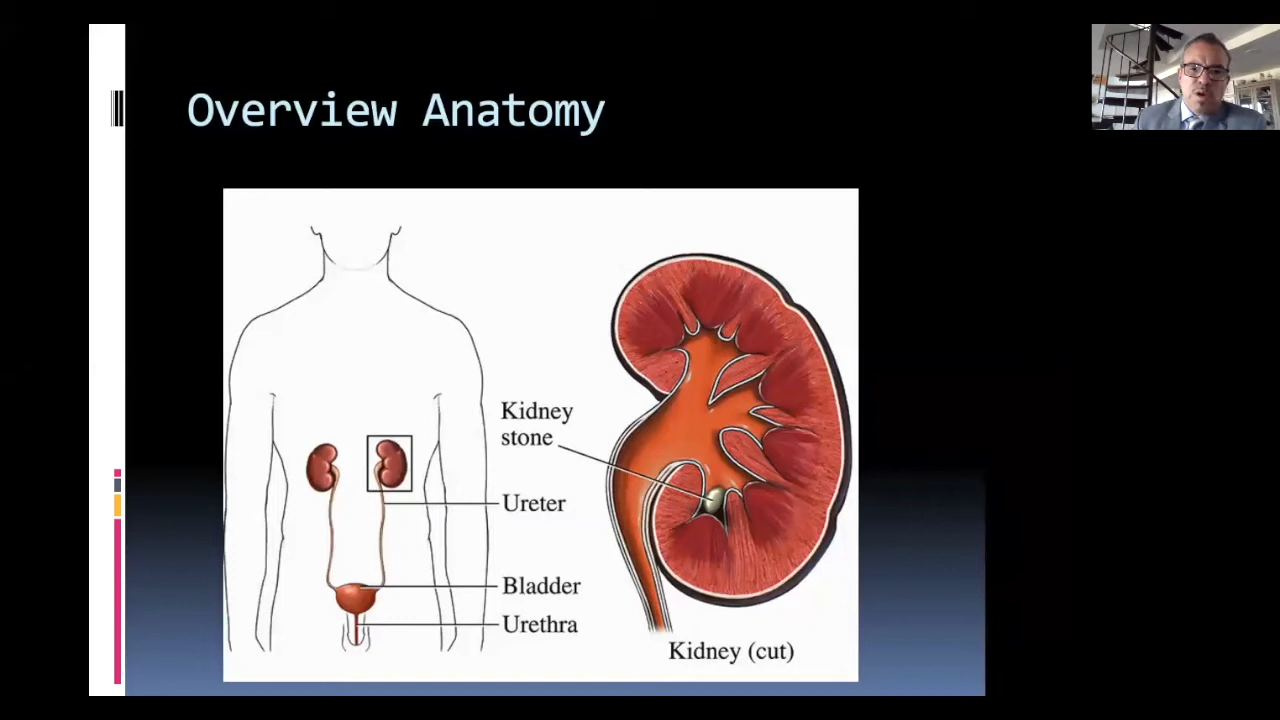 Overview Anatomy
Kidney
stone
Ureter
Bladder
Urethra
Kidney (cut)